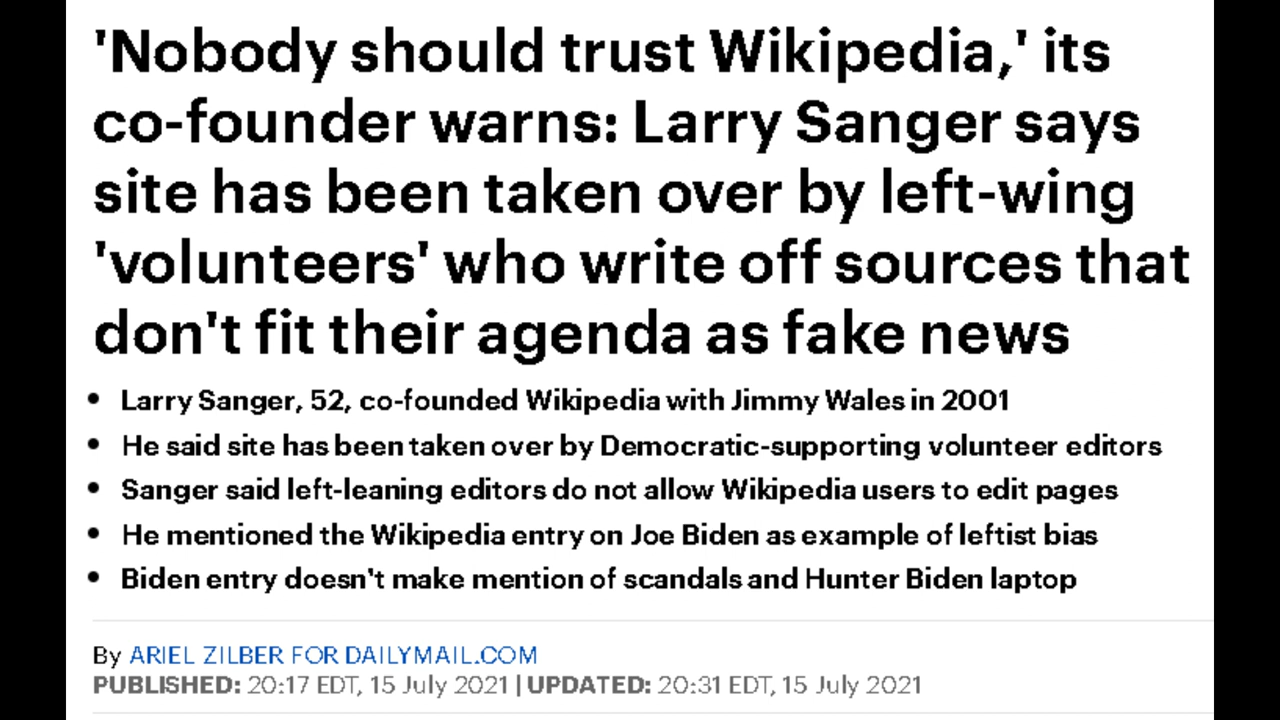 'Nobody should trust Wikipedia,' its
co-founder warns: Larry Sanger says
site has been taken over by left-wing
'volunteers' who write off sources that
don't fit their agenda as fake news
• Larry Sanger, 52, co-founded Wikipedia with Jimmy Wales in 2001
• He said site has been taken over by Democratic-supporting volunteer editors
• Sanger said left-leaning editors do not allow Wikipedia users to edit pages
• He mentioned the Wikipedia entry on Joe Biden as example of leftist bias
• Biden entry doesn't make mention of scandals and Hunter Biden laptop
By ARIEL ZILBER FOR DAILYMAIL.COM
PUBLISHED: 20:17 EDT, 15 July 2021 | UPDATED: 20:31 EDT, 15 July 2021